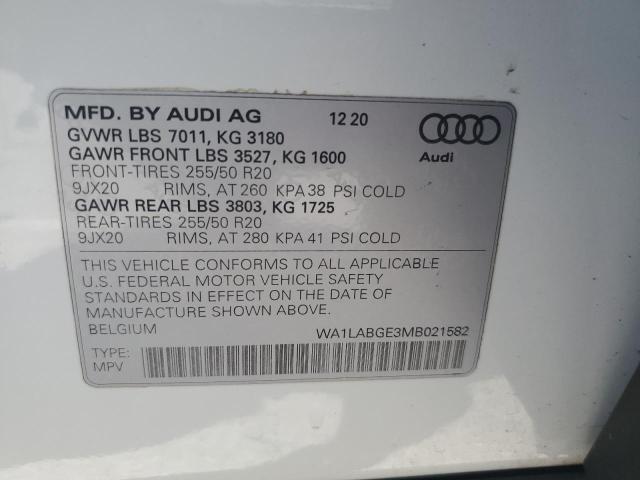 MFD. BY AUDI AG 12 20
GVWR LBS 7011, KG 3180
GAWR FRONT LBS 3527, KG 1600
FRONT-TIRES 255/50 R20
9JX20 RIMS, AT 260 KPA 38 PSI COLD
GAWR REAR LBS 3803, KG 1725
REAR-TIRES 255/50 R20
9JX20 RIMS, AT 280 KPA 41 PSI COLD
Audi
THIS VEHICLE CONFORMS TO ALL APPLICABLE
U.S. FEDERAL MOTOR VEHICLE SAFETY
STANDARDS IN EFFECT ON THE DATE OF
MANUFACTURE SHOWN ABOVE.
BELGIUM WA1LABGE3MB021582
TYPE:
MPV